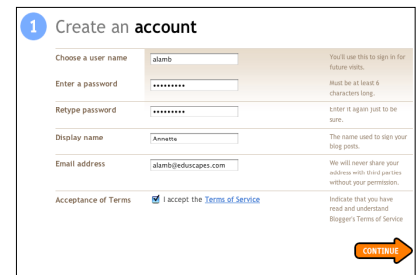 1 Create an account
Choose a user name alamb You'll use this to sign in for
future visits.
Enter a password ••••••••• Must be at least 6
characters long.
Retype password ••••••••• Enter it again just to be
sure.
Display name Annette The name used to sign your
blog posts.
Email address alamb@eduscapes.com We will never share your
address with third parties
without your permission.
Acceptance of Terms I accept the Terms of Service Indicate that you have
read and understand
Blogger's Terms of Service
CONTINUE